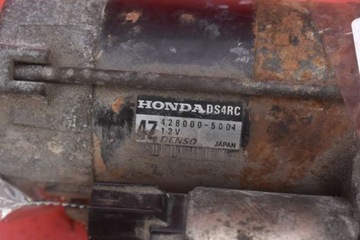 HONDA DS4RC
47 428000-5004
12V
DENSO JAPAN